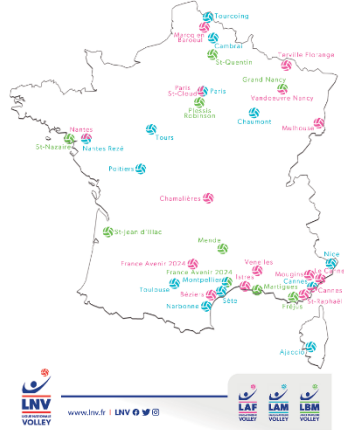 Tourcoing
Marcq en
Baroeul
Cambrai
St-Quentin
Terville Florange
Grand Nancy
Vandoeuvre Nancy
Paris
St-Cloud
Paris
Plessis
Robinson
Chaumont
Mulhouse
Nantes
St-Nazaire
Nantes Rezé
Tours
Poitiers
Chamalières
St-Jean d'Illac
Mende
France Avenir 2024
France Avenir 2024
Toulouse
Montpellier
Béziers
Narbonne
Sète
Istres
Venelles
Martigues
Mougins
Nice
Le Cannet
Cannes
Cannes
St-Raphaël
Fréjus
Ajaccio
LNV
LIGUE NATIONALE
VOLLEY
www.lnv.fr | LNV
LAF
VOLLEY
LAM
VOLLEY
LBM
VOLLEY